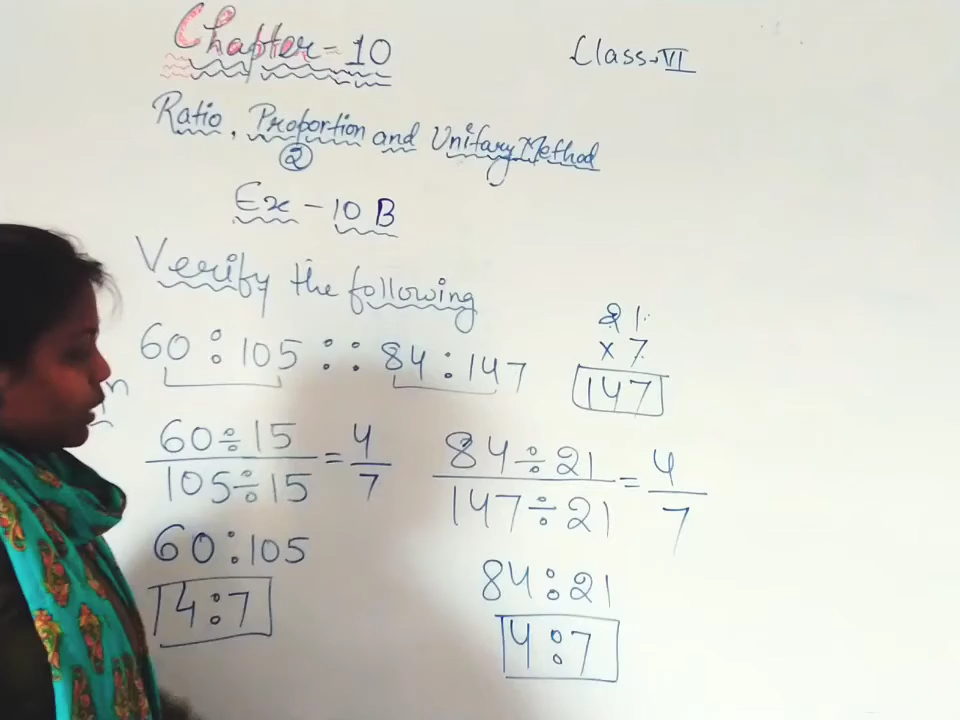 Chapter - 10
Class - VI
Ratio, Proportion and Unitary Method
2
Ex - 10 B
Verify the following
60 : 105 :: 84 : 147
21
× 7
147
60 ÷ 15 / 105 ÷ 15 = 4 / 7
84 ÷ 21 / 147 ÷ 21 = 4 / 7
60 : 105
4 : 7
84 : 21
4 : 7